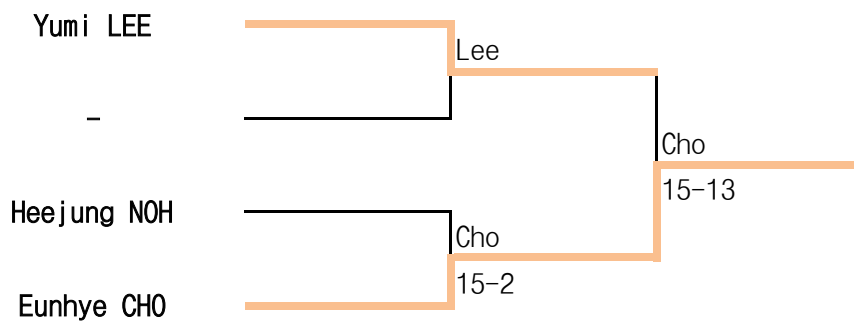 Yumi LEE
Lee
-
Cho
15-13
Heejung NOH
Cho
15-2
Eunhye CHO